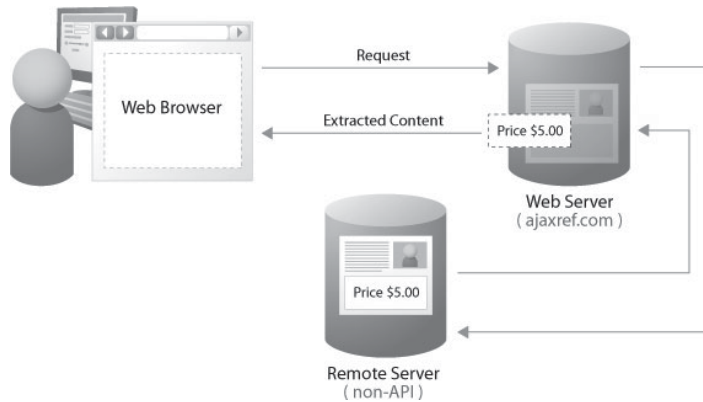 Request
Web Browser
Extracted Content
Price $5.00
Web Server
( ajaxref.com )
Price $5.00
Remote Server
( non-API )